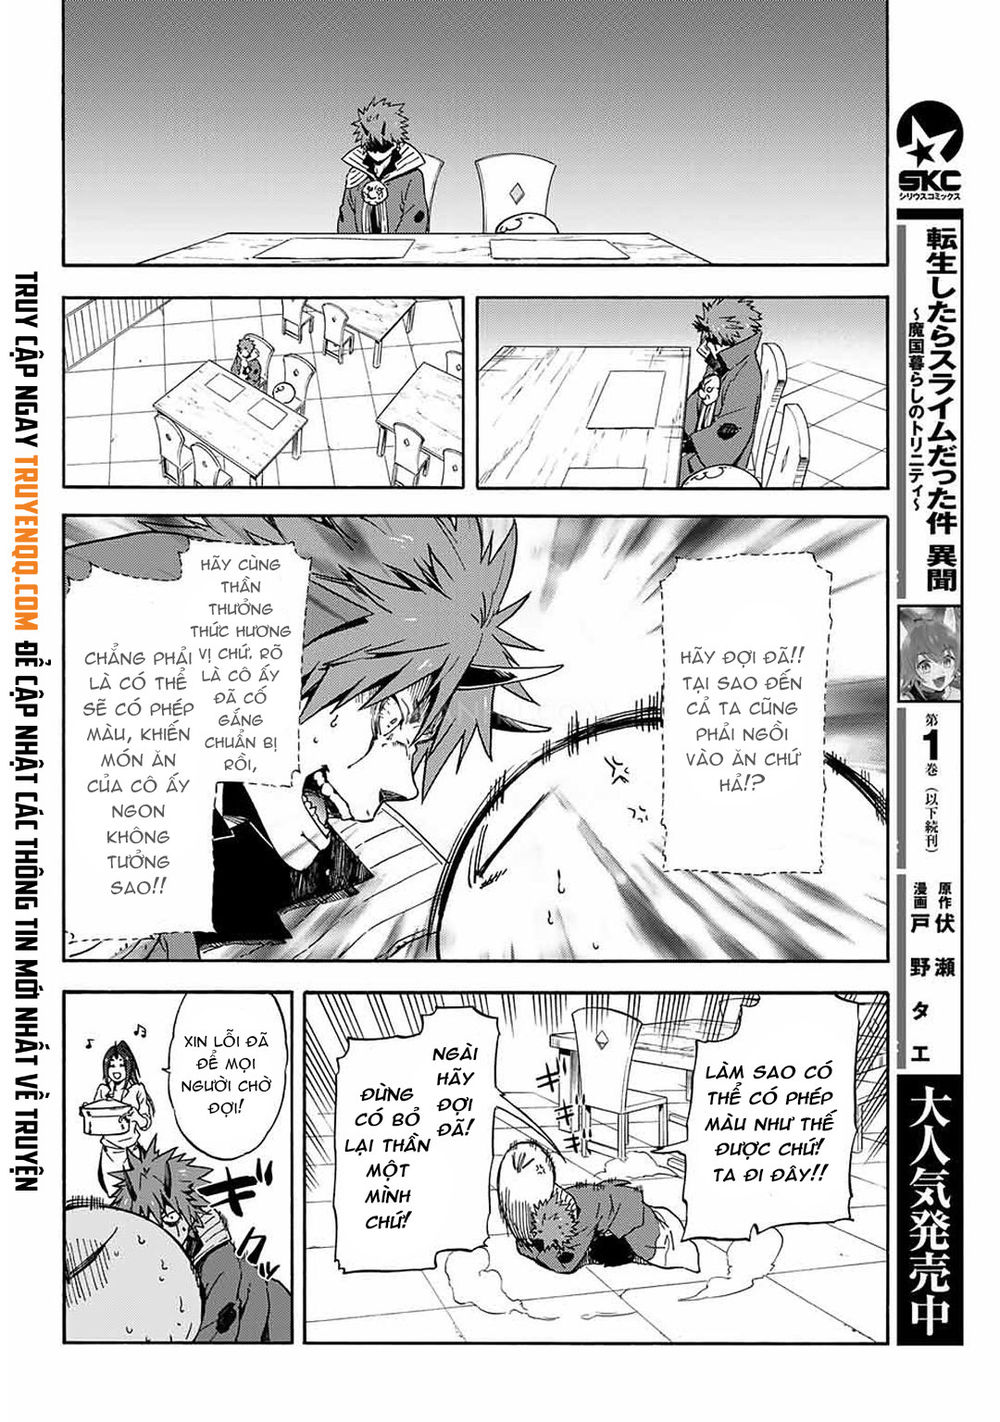 TRUY CẬP NGAY TRUYENQQ.COM ĐỂ CẬP NHẬT CÁC THÔNG TIN MỚI NHẤT VỀ TRUYỆN
SKC
シリウスコミックス
転生したらスライムだった件 異聞
〜魔国暮らしのトリニティ〜
第1巻(以下続刊)
原作 伏瀬
漫画 戸野タエ
大人気発売中
HÃY ĐỢI ĐÃ!!
TẠI SAO ĐẾN
CẢ TA CŨNG
PHẢI NGỒI
VÀO ĂN CHỨ
HẢ!?
HÃY CÙNG
THẦN
THƯỞNG
THỨC HƯƠNG
VỊ CHỨ. RÕ
LÀ CÔ ẤY
ĐÃ CỐ
GẮNG
CHUẨN BỊ
RỒI,
CHẲNG PHẢI
LÀ CÓ THỂ
SẼ CÓ PHÉP
MÀU, KHIẾN
MÓN ĂN
CỦA CÔ ẤY
NGON
KHÔNG
TƯỞNG
SAO!!
LÀM SAO CÓ
THỂ CÓ PHÉP
MÀU NHƯ THẾ
ĐƯỢC CHỨ!
TA ĐI ĐÂY!!
NGÀI
HÃY
ĐỢI
ĐÃ!
ĐỪNG
CÓ BỎ
LẠI THẦN
MỘT
MÌNH
CHỨ!
XIN LỖI ĐÃ
ĐỂ MỌI
NGƯỜI CHỜ
ĐỢI!